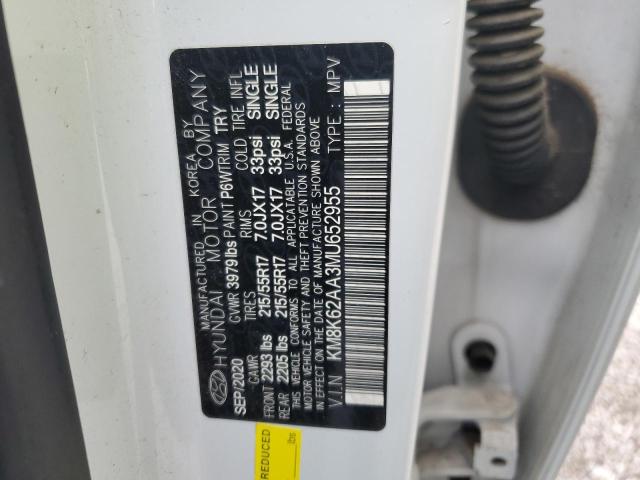 MANUFACTURED IN KOREA BY
HYUNDAI MOTOR COMPANY
SEP/2020 GVWR 3979lbs PAINT P6W TRIM TRY
GAWR TIRES RIMS COLD TIRE INFL
FRONT 2293 lbs 215/55R17 7.0JX17 33psi SINGLE
REAR 2205 lbs 215/55R17 7.0JX17 33psi SINGLE
THIS VEHICLE CONFORMS TO ALL APPLICABLE U.S.A. FEDERAL
MOTOR VEHICLE SAFETY AND THEFT PREVENTION STANDARDS
IN EFFECT ON THE DATE OF MANUFACTURE SHOWN ABOVE
V.I.N : KM8K62AA3MU652955 TYPE : MPV
REDUCED
lbs